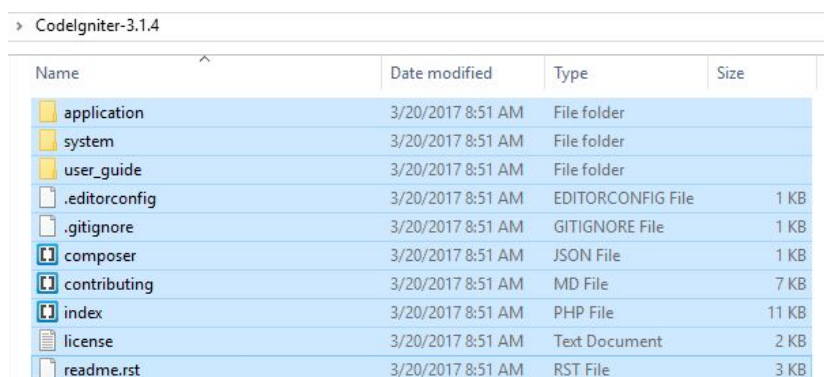 CodeIgniter-3.1.4
Name Date modified Type Size
application 3/20/2017 8:51 AM File folder
system 3/20/2017 8:51 AM File folder
user_guide 3/20/2017 8:51 AM File folder
.editorconfig 3/20/2017 8:51 AM EDITORCONFIG File 1 KB
.gitignore 3/20/2017 8:51 AM GITIGNORE File 1 KB
composer 3/20/2017 8:51 AM JSON File 1 KB
contributing 3/20/2017 8:51 AM MD File 7 KB
index 3/20/2017 8:51 AM PHP File 11 KB
license 3/20/2017 8:51 AM Text Document 2 KB
readme.rst 3/20/2017 8:51 AM RST File 3 KB